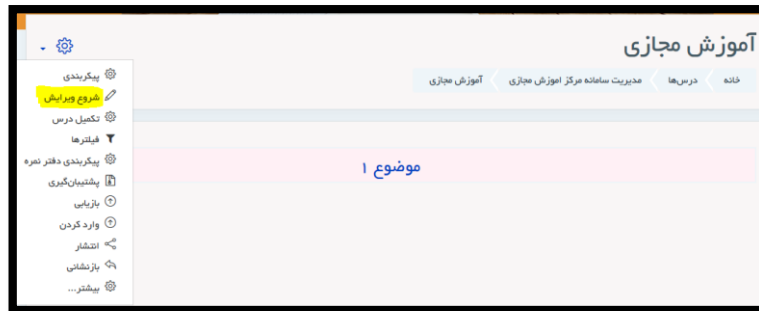 آموزش مجازی
خانه
درس‌ها
مدیریت سامانه مرکز اموزش مجازی
آموزش مجازی
موضوع ۱
پیکربندی
شروع ویرایش
تکمیل درس
فیلترها
پیکربندی دفتر نمره
پشتیبان‌گیری
بازیابی
وارد کردن
انتشار
بازنشانی
بیشتر...